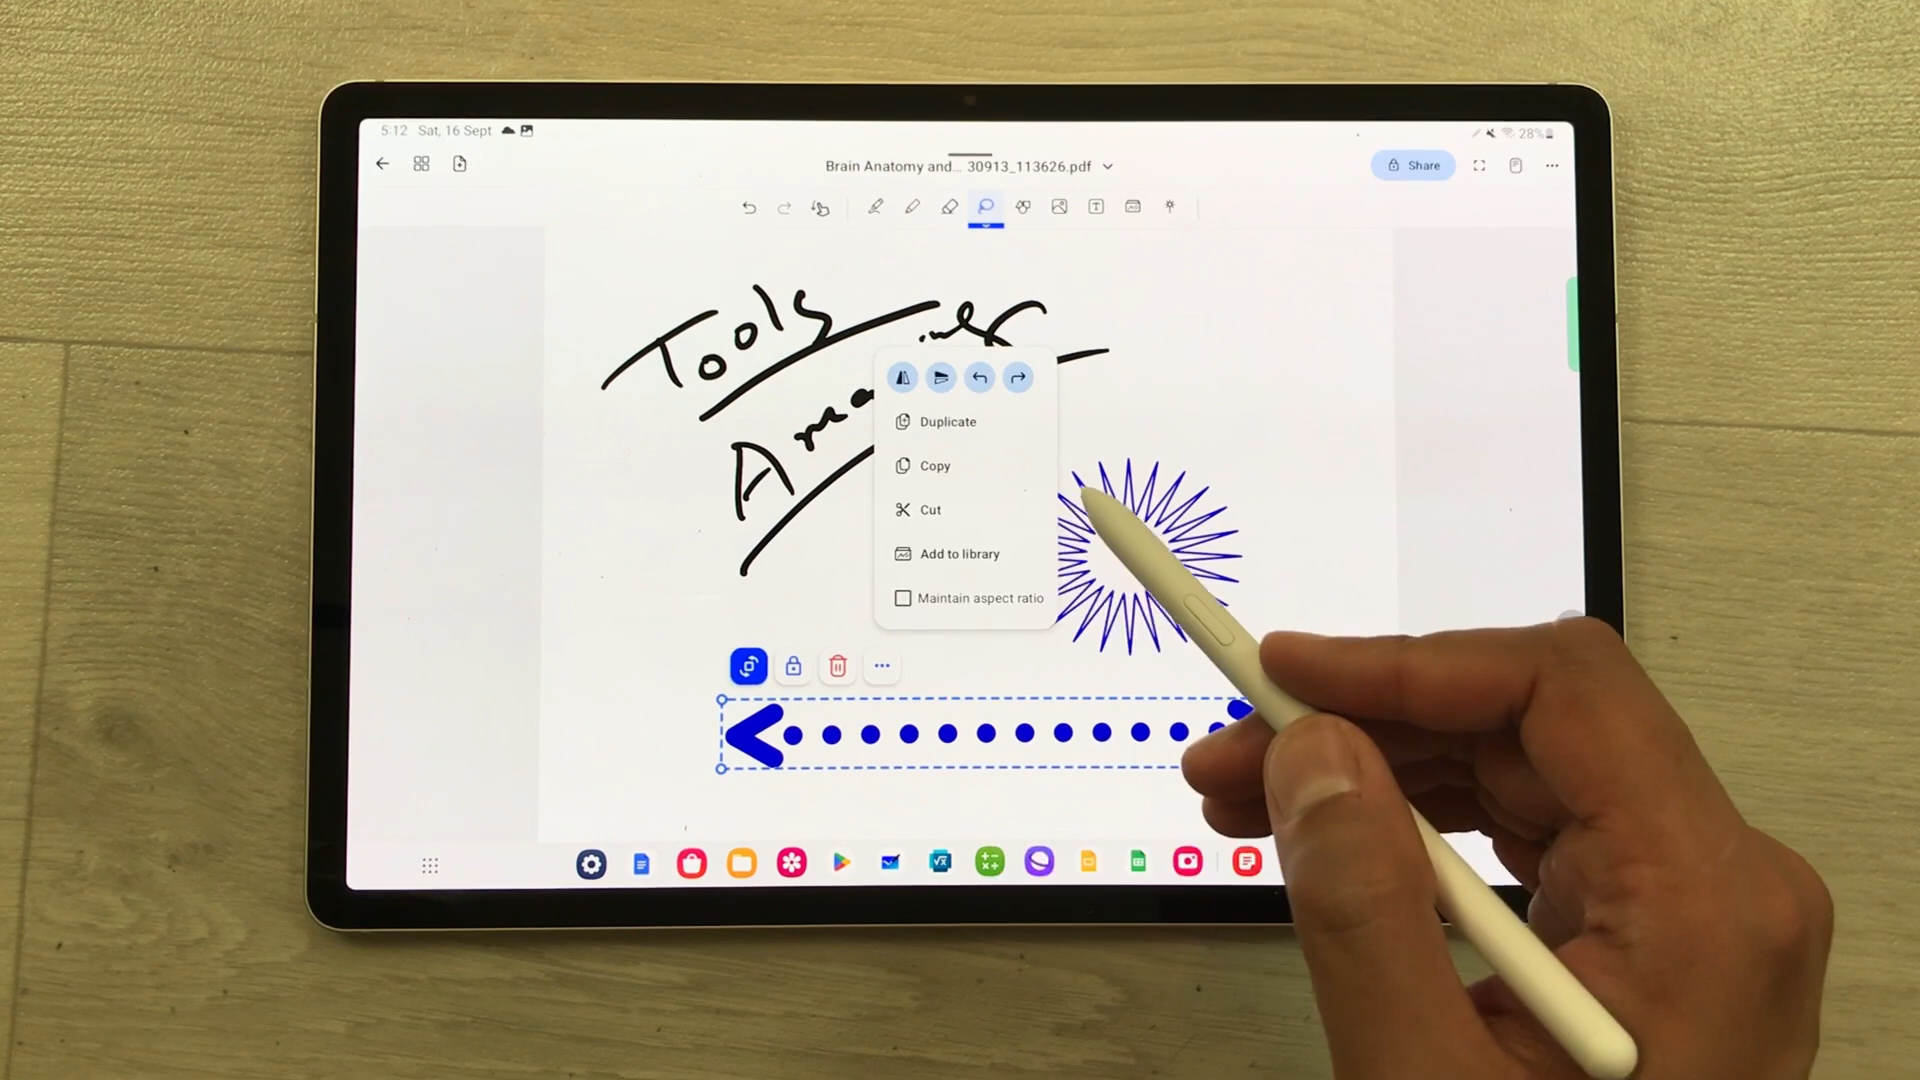 5:12 Sat, 16 Sept
28%
Brain Anatomy and... 30913_113626.pdf
Share
Tools
Duplicate
Copy
Cut
Add to library
Maintain aspect ratio